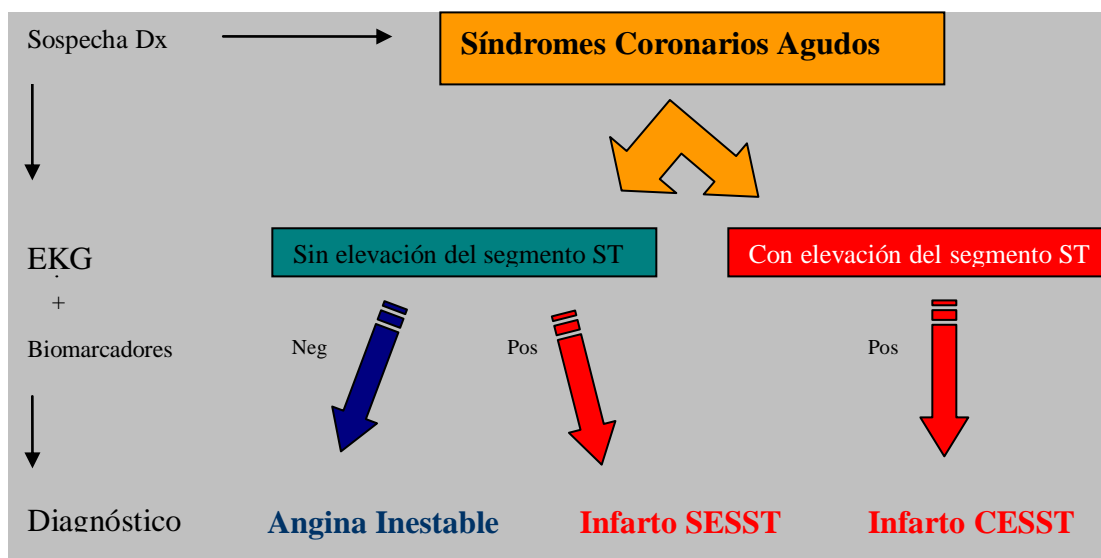 Sospecha Dx
Síndromes Coronarios Agudos
EKG
+
Biomarcadores
Sin elevación del segmento ST
Con elevación del segmento ST
Neg
Pos
Pos
Diagnóstico
Angina Inestable
Infarto SESST
Infarto CESST